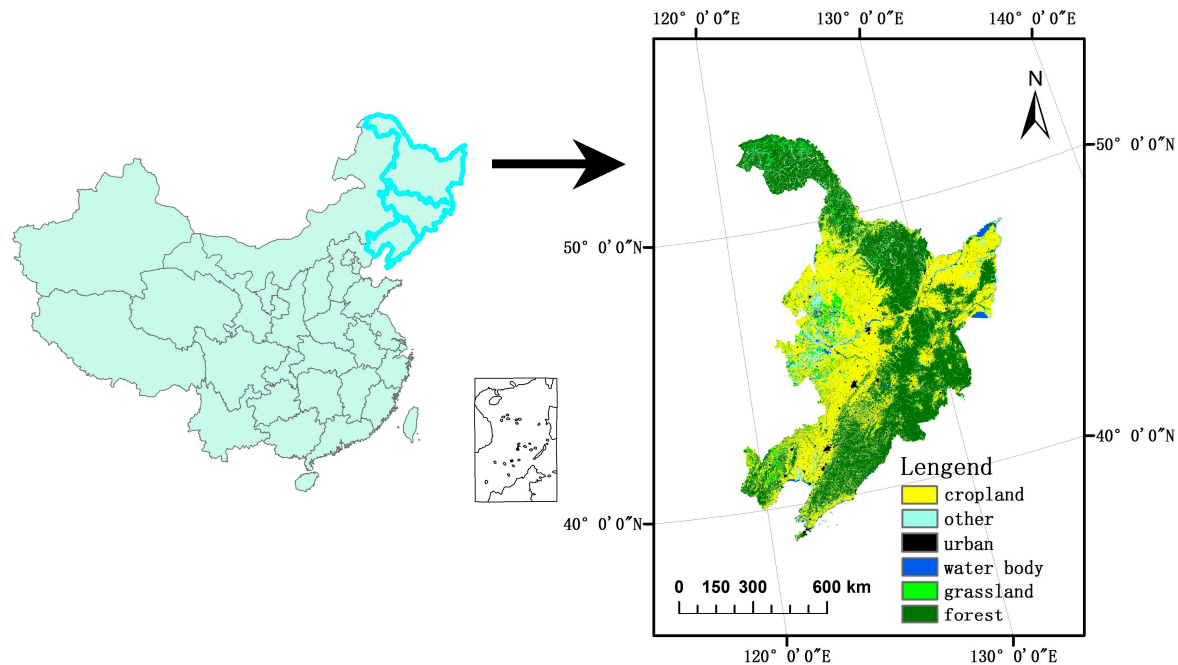 120° 0′0″E 130° 0′0″E 140° 0′0″E
N
50° 0′0″N
50° 0′0″N
40° 0′0″N
Lengend
cropland
other
urban
water body
grassland
forest
40° 0′0″N
0 150 300 600 km
120° 0′0″E 130° 0′0″E